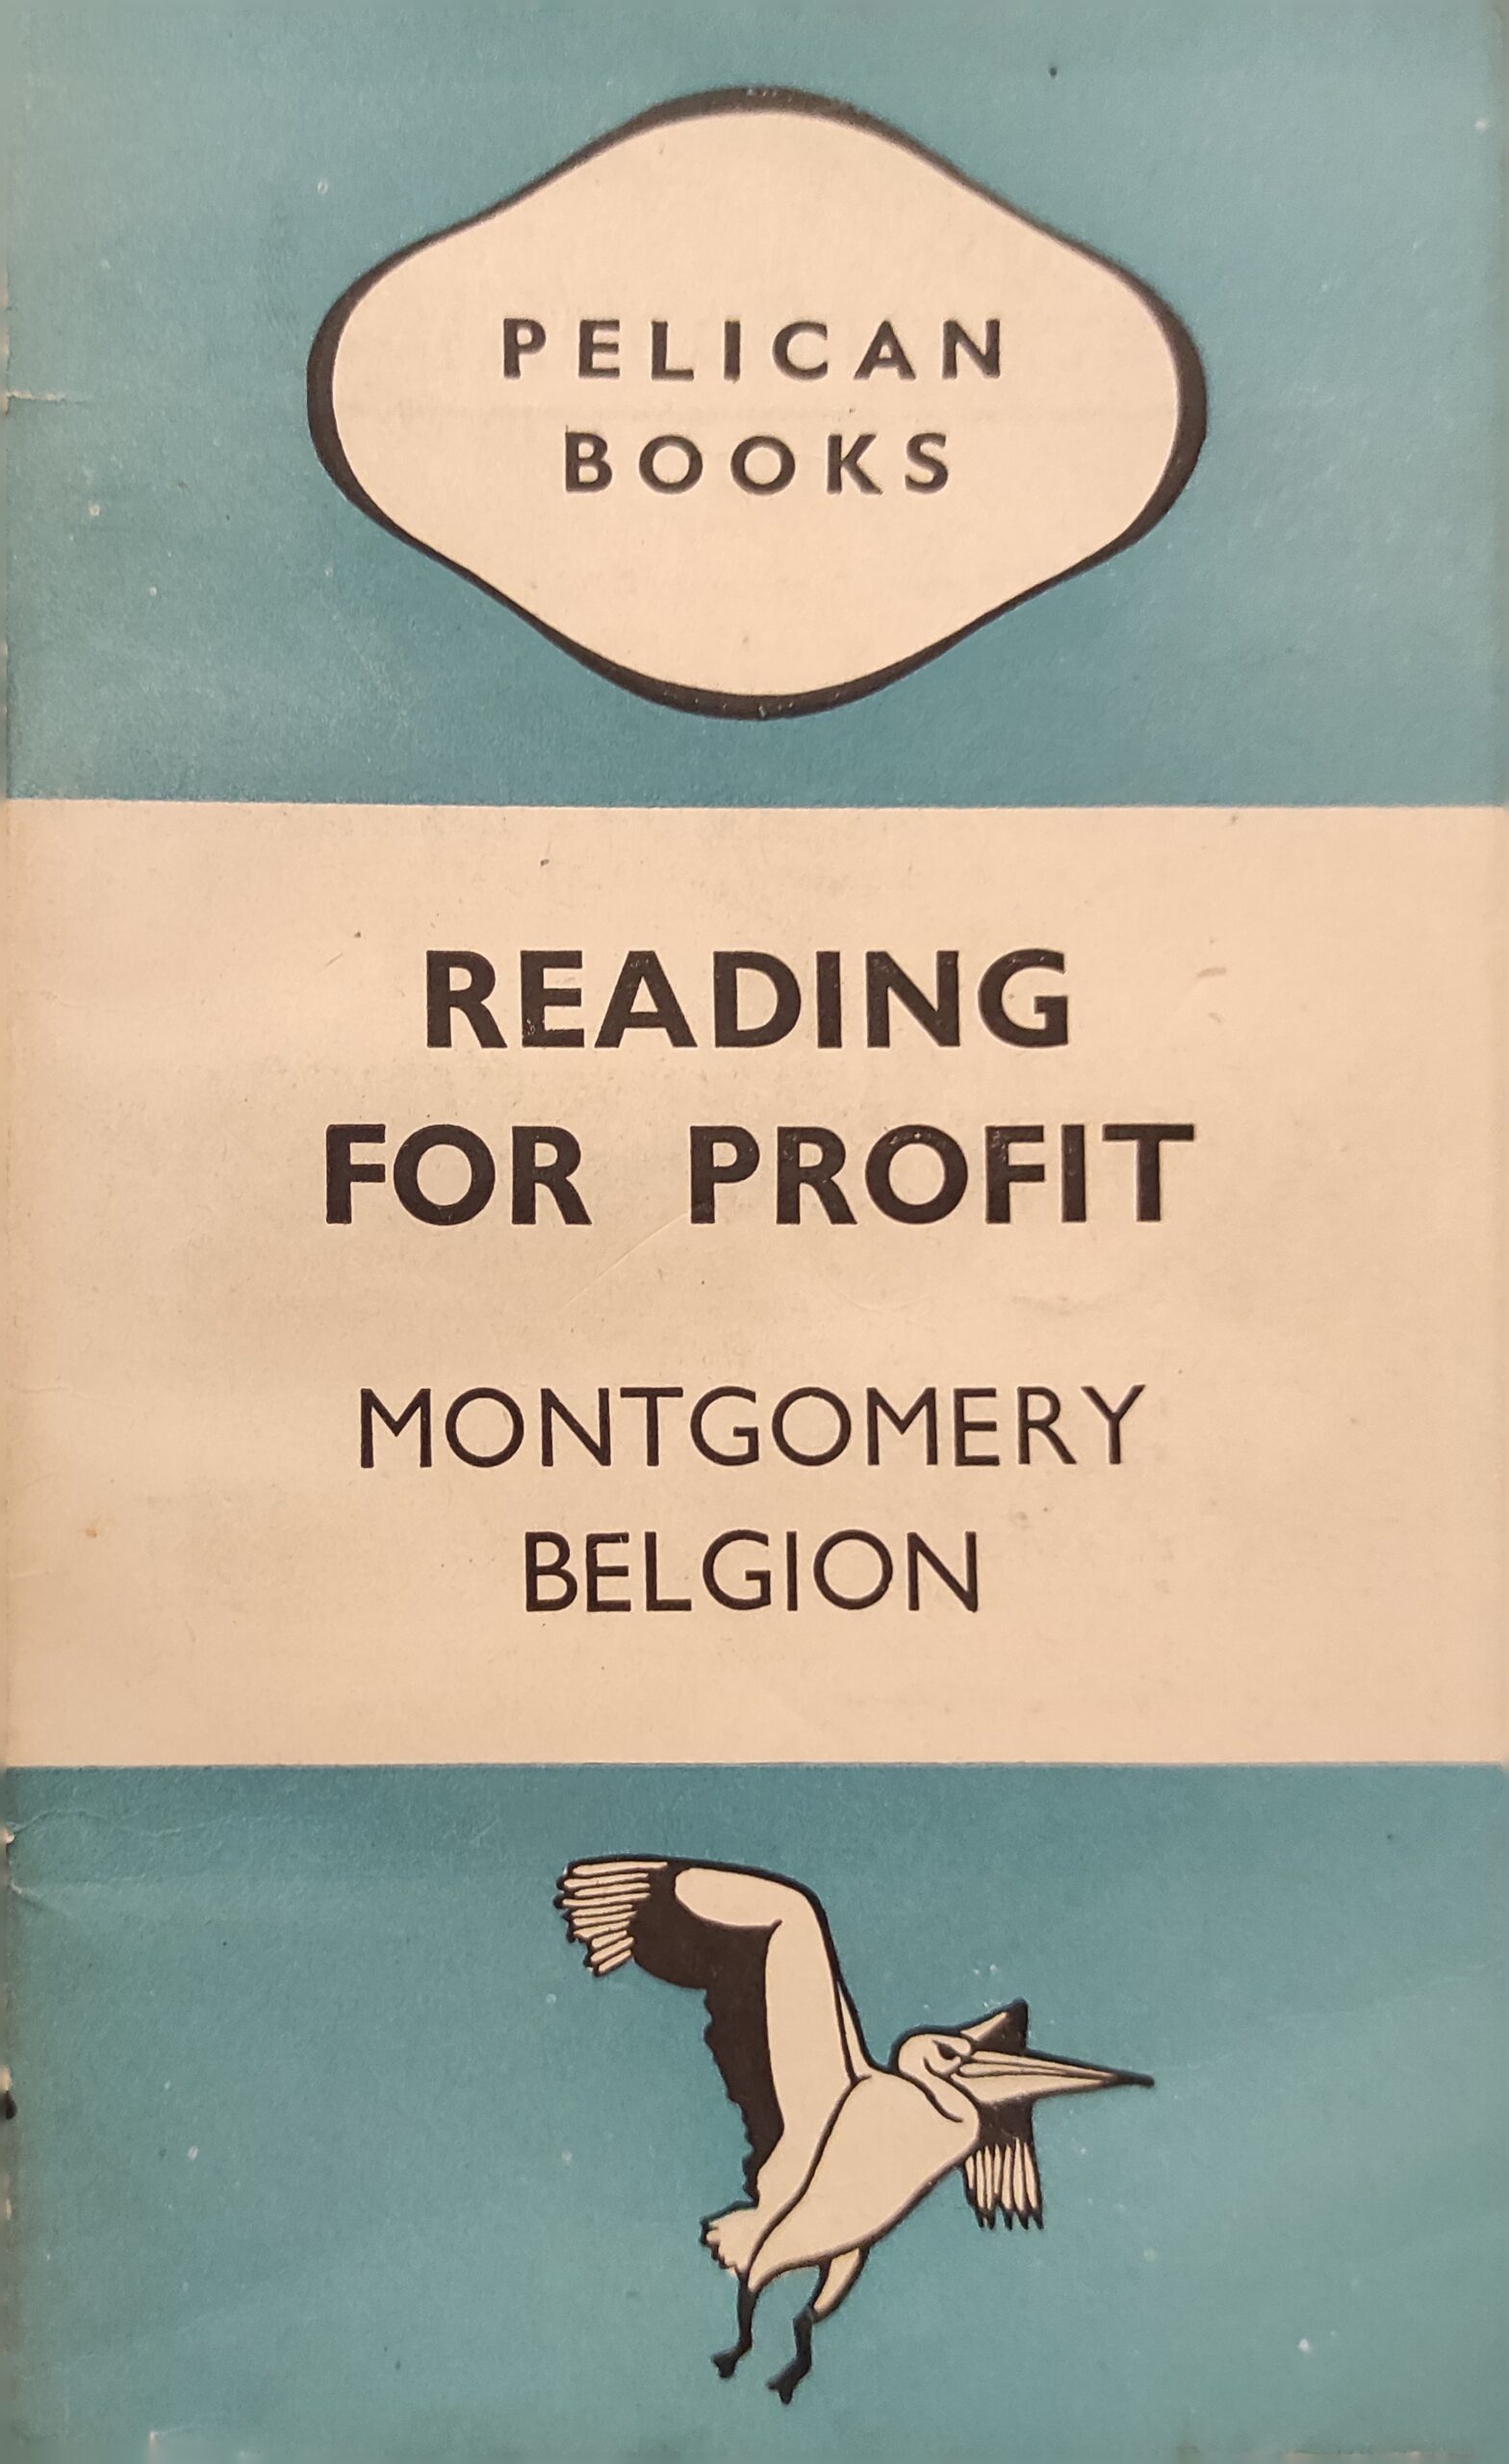 PELICAN
BOOKS
READING
FOR PROFIT
MONTGOMERY
BELGION